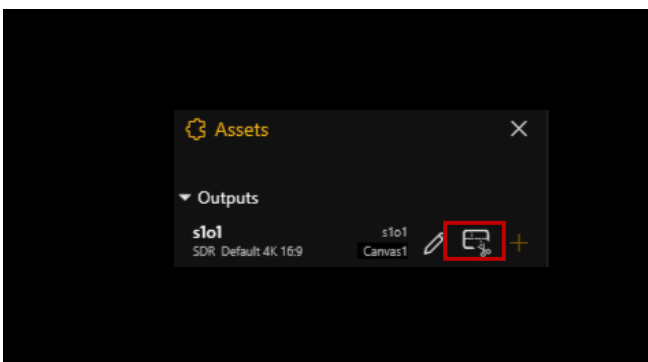 Assets
Outputs
s1o1
s1o1
SDR Default 4K 16:9
Canvas1